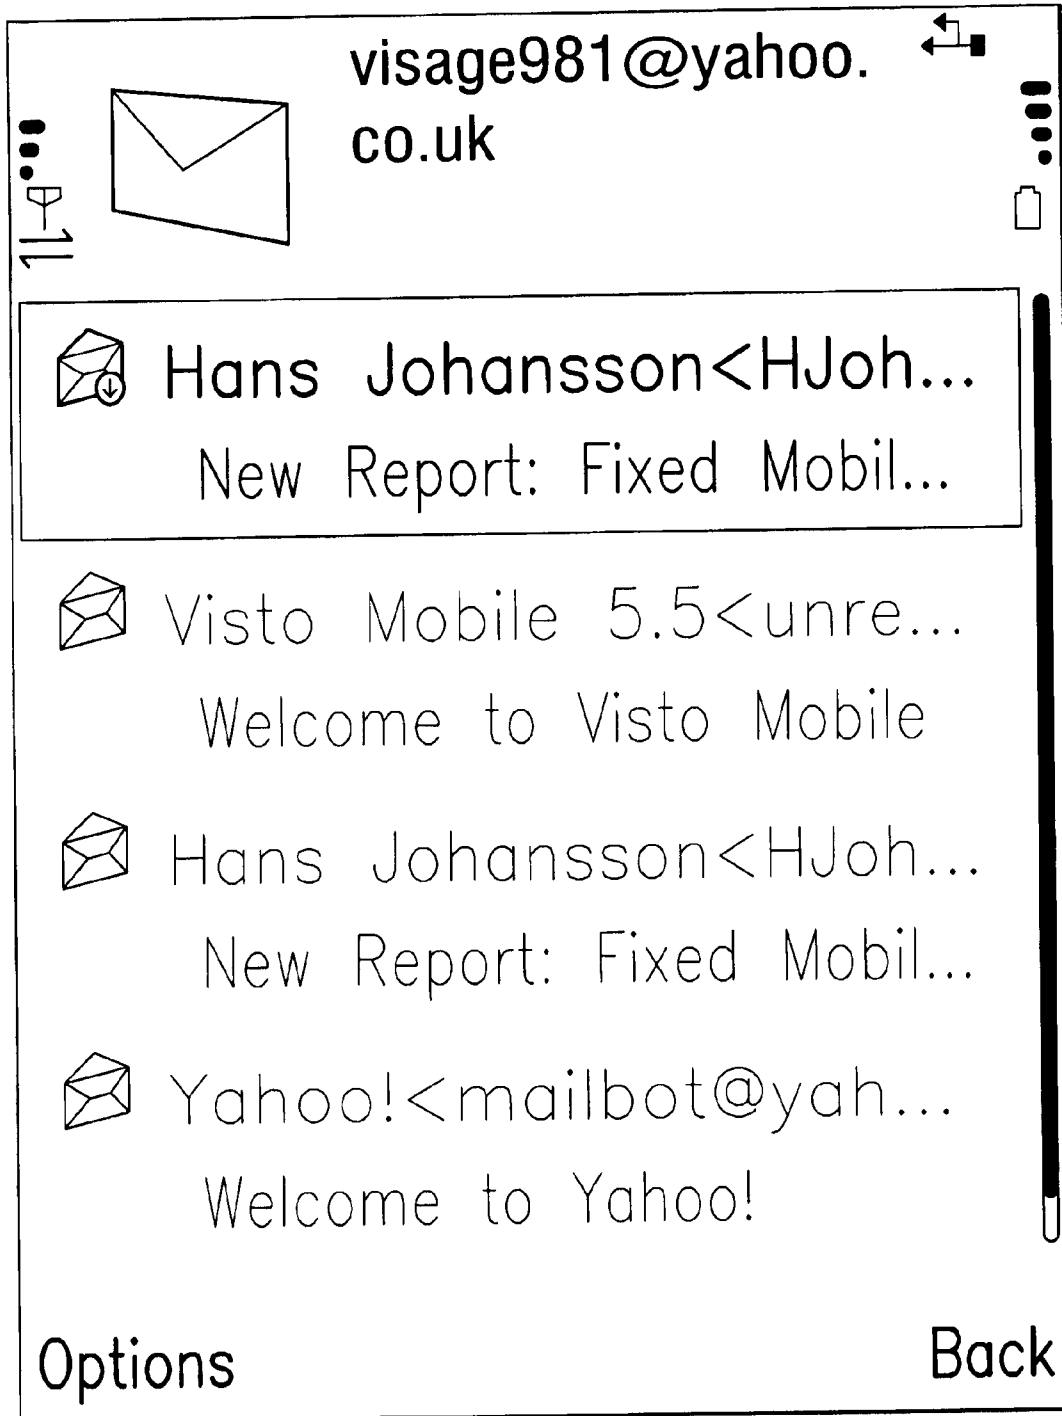 visage981@yahoo.
co.uk
Hans Johansson<HJoh...
New Report: Fixed Mobil...
Visto Mobile 5.5<unre...
Welcome to Visto Mobile
Hans Johansson<HJoh...
New Report: Fixed Mobil...
Yahoo!<mailbot@yah...
Welcome to Yahoo!
Options
Back